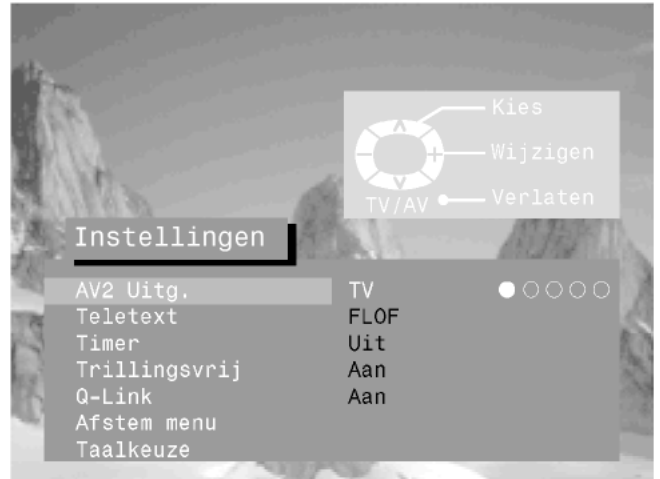 Kies
Wijzigen
TV/AV Verlaten
Instellingen
AV2 Uitg. TV
Teletext FLOF
Timer Uit
Trillingsvrij Aan
Q-Link Aan
Afstem menu
Taalkeuze